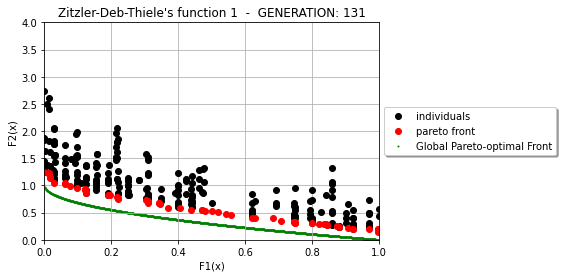 Zitzler-Deb-Thiele's function 1 - GENERATION: 131
4.0
3.5
3.0
2.5
2.0
1.5
1.0
0.5
0.0
F2(x)
0.0 0.2 0.4 0.6 0.8 1.0
F1(x)
individuals
pareto front
Global Pareto-optimal Front